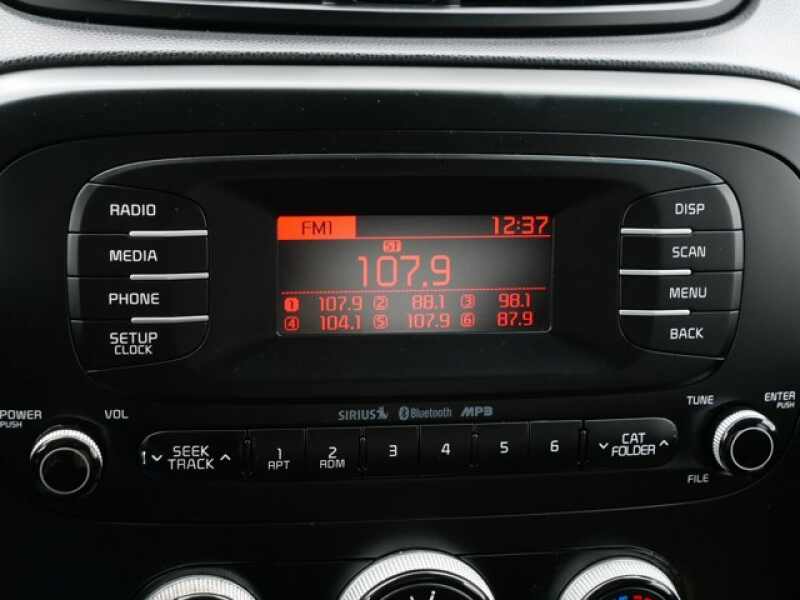 RADIO
MEDIA
PHONE
SETUP
CLOCK
FM1 12:37
107.9
1 107.9 2 88.1 3 98.1
4 104.1 5 107.9 6 87.9
DISP
SCAN
MENU
BACK
POWER
PUSH
VOL
SIRIUS Bluetooth MP3
TUNE
ENTER
PUSH
SEEK
TRACK
1
RPT
2
RDM
3
4
5
6
CAT
FOLDER
FILE